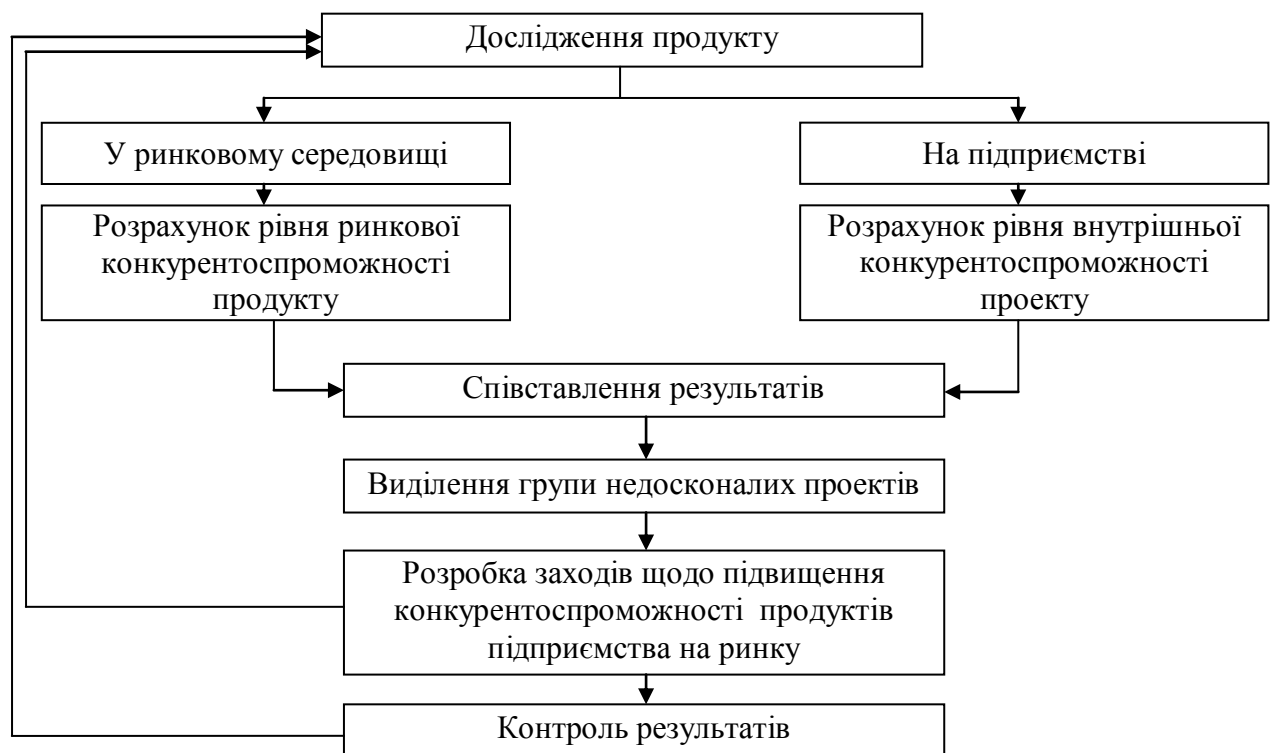 Дослідження продукту
У ринковому середовищі
На підприємстві
Розрахунок рівня ринкової
конкурентоспроможності
продукту
Розрахунок рівня внутрішньої
конкурентоспроможності
проекту
Співставлення результатів
Виділення групи недосконалих проектів
Розробка заходів щодо підвищення
конкурентоспроможності продуктів
підприємства на ринку
Контроль результатів